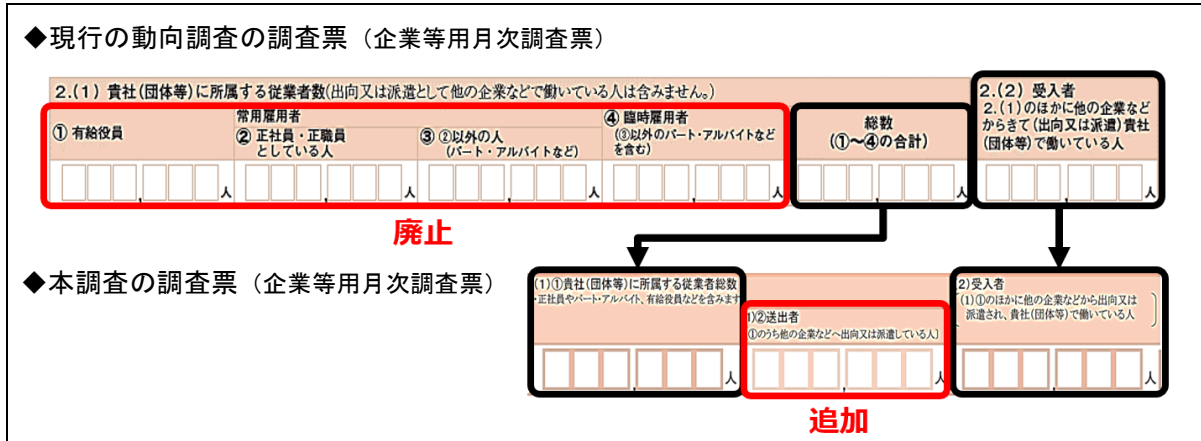 ◆現行の動向調査の調査票（企業等用月次調査票）
2.(1) 貴社(団体等)に所属する従業者数(出向又は派遣として他の企業などで働いている人は含みません。)
① 有給役員
常用雇用者
② 正社員・正職員
としている人
③ ②以外の人
(パート・アルバイトなど)
④ 臨時雇用者
(③以外のパート・アルバイトなど
を含む)
総数
(①～④の合計)
2.(2) 受入者
2.(1)のほかに他の企業など
からきて(出向又は派遣)貴社
(団体等)で働いている人
,人
,人
,人
,人
,人
,人
廃止
◆本調査の調査票（企業等用月次調査票）
(1)①貴社(団体等)に所属する従業者総数
・正社員やパート・アルバイト、有給役員などを含みます
1)②送出者
①のうち他の企業などへ出向又は派遣している人〕
2)受入者
〔(1)①のほかに他の企業などから出向又は
派遣され、貴社(団体等)で働いている人〕
,人
,人
,人
追加